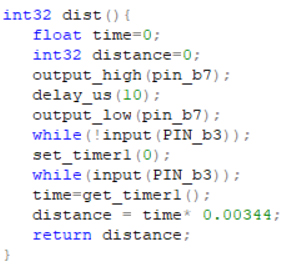 int32 dist(){
float time=0;
int32 distance=0;
output_high(pin_b7);
delay_us(10);
output_low(pin_b7);
while(!input(PIN_b3));
set_timer1(0);
while(input(PIN_b3));
time=get_timer1();
distance = time* 0.00344;
return distance;
}